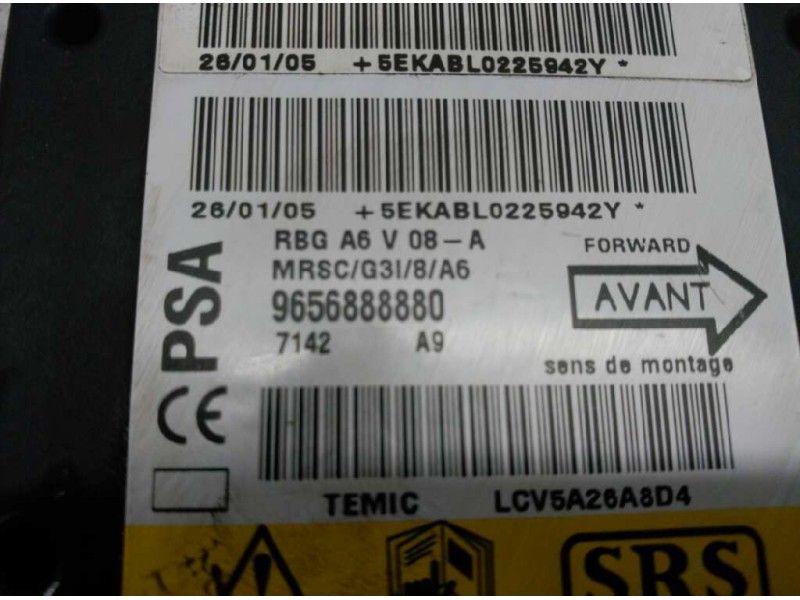 26/01/05 +5EKABL0225942Y *
26/01/05 +5EKABL0225942Y *
PSA
CE
RBG A6 V 08-A
MRSC/G3I/8/A6
9656888880
7142 A9
FORWARD
AVANT
sens de montage
TEMIC LCV5A26A8D4
SRS